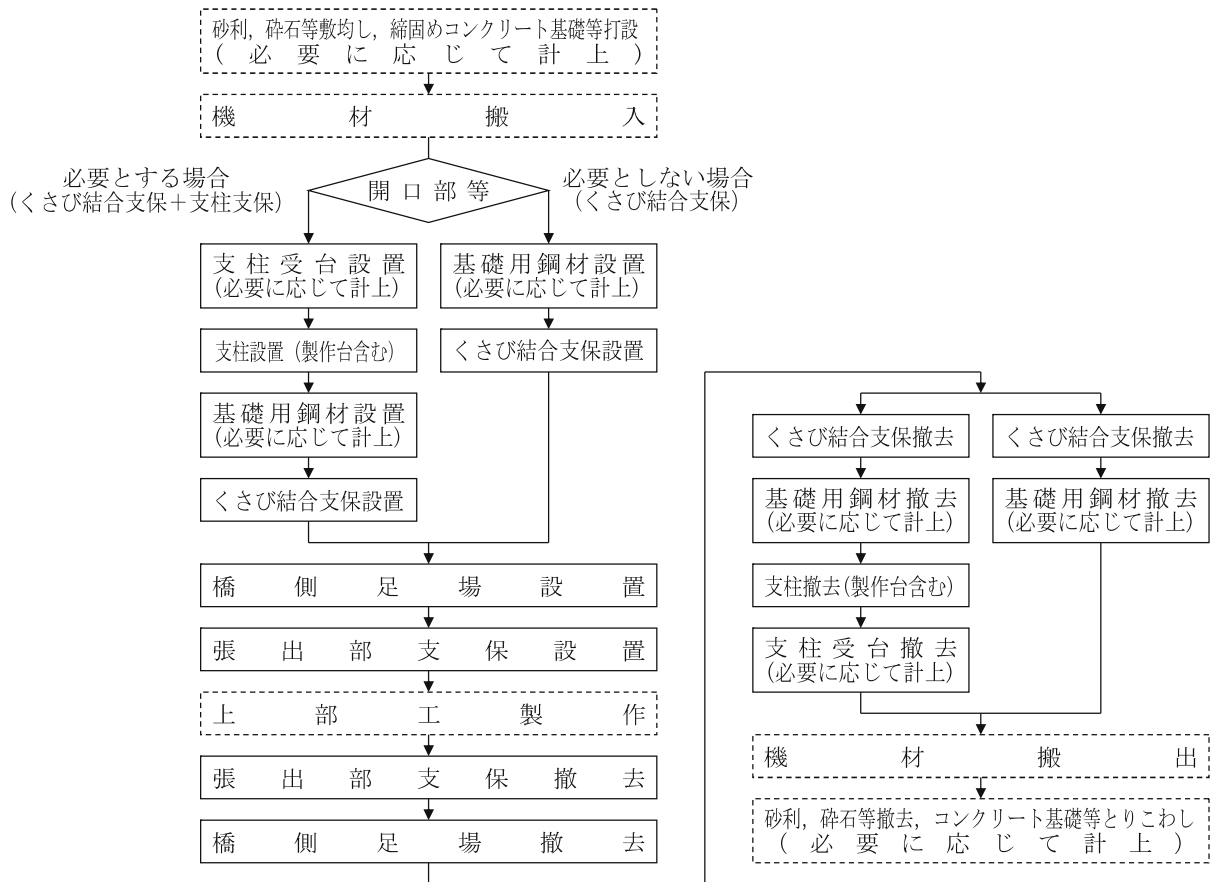 砂利，砕石等敷均し，締固めコンクリート基礎等打設
（必要に応じて計上）
機材搬入
開口部等
必要とする場合
(くさび結合支保＋支柱支保)
必要としない場合
(くさび結合支保)
支柱受台設置
(必要に応じて計上)
支柱設置（製作台含む）
基礎用鋼材設置
(必要に応じて計上)
くさび結合支保設置
基礎用鋼材設置
(必要に応じて計上)
くさび結合支保設置
橋側足場設置
張出部支保設置
上部工製作
張出部支保撤去
橋側足場撤去
くさび結合支保撤去
基礎用鋼材撤去
(必要に応じて計上)
支柱撤去(製作台含む)
支柱受台撤去
(必要に応じて計上)
くさび結合支保撤去
基礎用鋼材撤去
(必要に応じて計上)
機材搬出
砂利，砕石等撤去，コンクリート基礎等とりこわし
（必要に応じて計上）